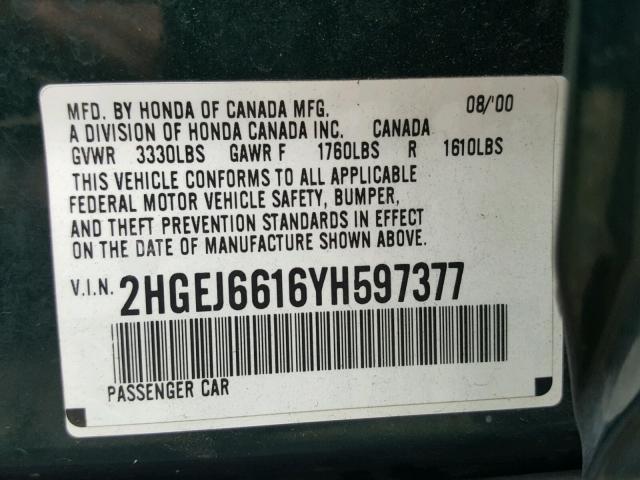 MFD. BY HONDA OF CANADA MFG. 08/'00
A DIVISION OF HONDA CANADA INC. CANADA
GVWR 3330LBS GAWR F 1760LBS R 1610LBS
THIS VEHICLE CONFORMS TO ALL APPLICABLE
FEDERAL MOTOR VEHICLE SAFETY, BUMPER,
AND THEFT PREVENTION STANDARDS IN EFFECT
ON THE DATE OF MANUFACTURE SHOWN ABOVE.
V.I.N. 2HGEJ6616YH597377
PASSENGER CAR